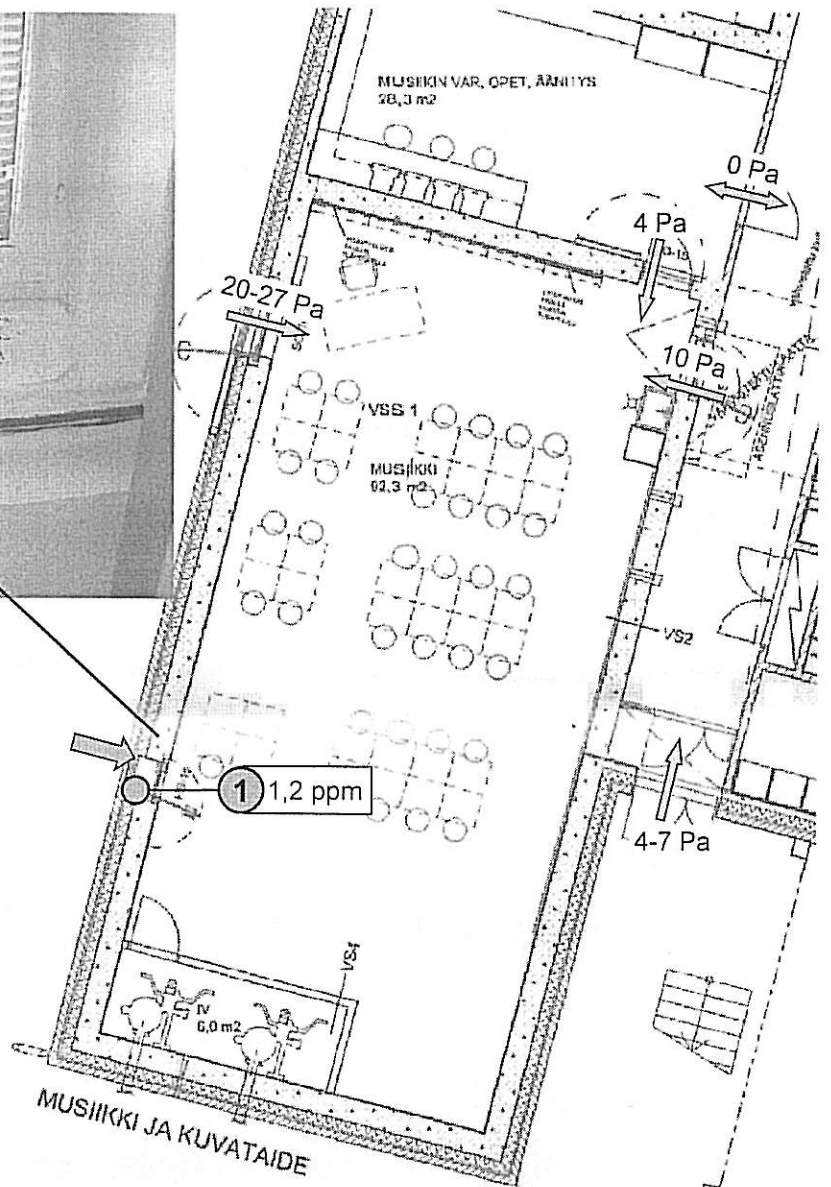 MUSIIKIN VAR, OPET, ÄÄNITYS
28,3 m2
0 Pa
4 Pa
20-27 Pa
10 Pa
VSS 1
MUSIIKKI
92,3 m2
VS2
1 1,2 ppm
4-7 Pa
VS4
IV
6,0 m2
MUSIIKKI JA KUVATAIDE